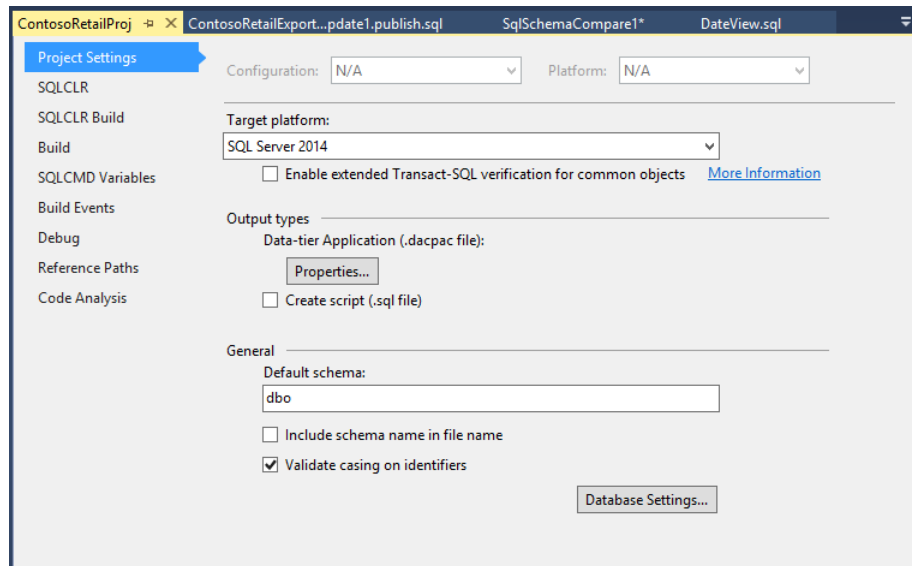 ContosoRetailProj ContosoRetailExport...pdate1.publish.sql SqlSchemaCompare1* DateView.sql
Project Settings
SQLCLR
SQLCLR Build
Build
SQLCMD Variables
Build Events
Debug
Reference Paths
Code Analysis
Configuration: N/A Platform: N/A
Target platform:
SQL Server 2014
Enable extended Transact-SQL verification for common objects More Information
Output types
Data-tier Application (.dacpac file):
Properties...
Create script (.sql file)
General
Default schema:
dbo
Include schema name in file name
Validate casing on identifiers
Database Settings...